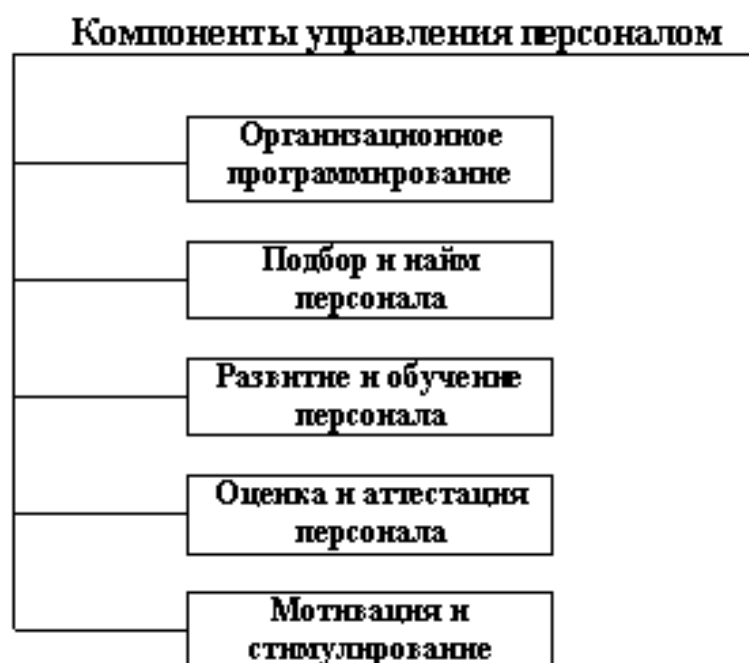 Компоненты управления персоналом
Организационное
программирование
Подбор и найм
персонала
Развитие и обучение
персонала
Оценка и аттестация
персонала
Мотивация и
стимулирование